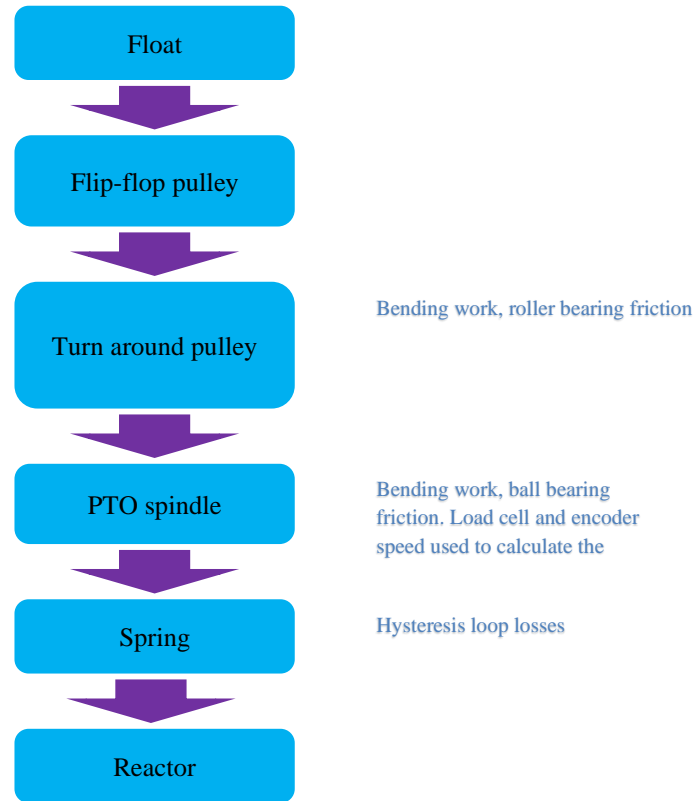 Float
Flip-flop pulley
Turn around pulley
Bending work, roller bearing friction
PTO spindle
Bending work, ball bearing
friction. Load cell and encoder
speed used to calculate the
Spring
Hysteresis loop losses
Reactor